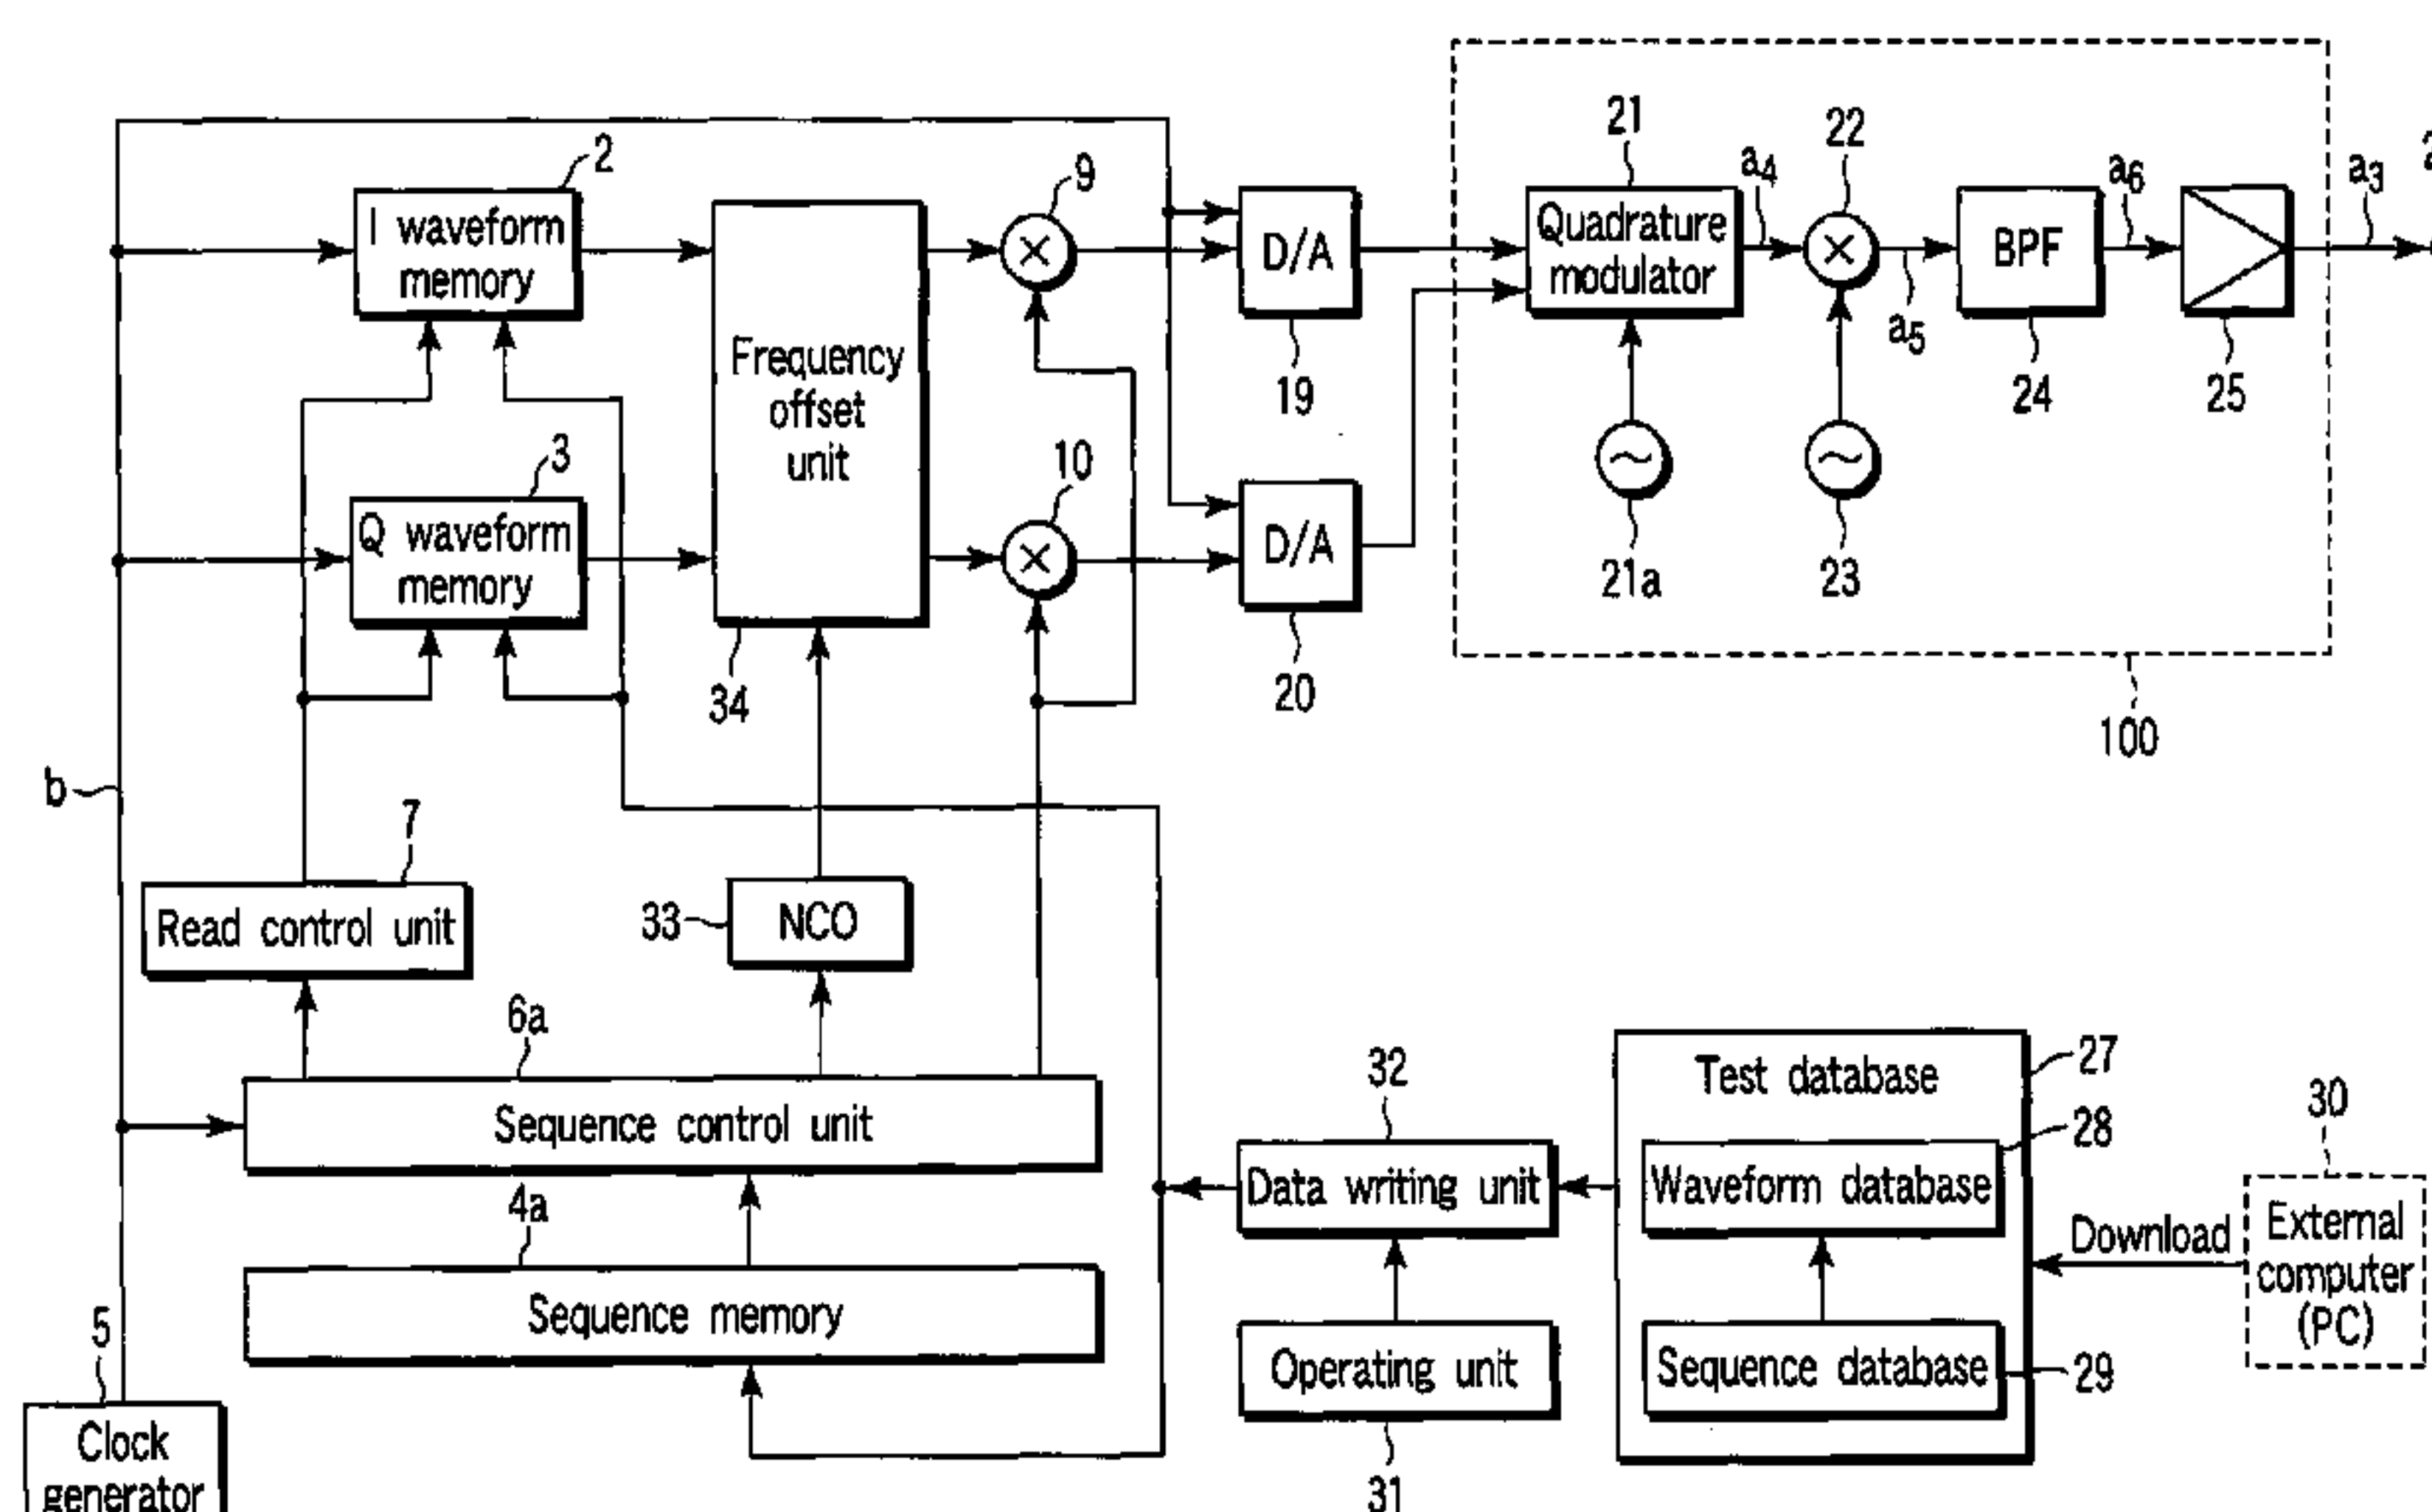 21
22
a4
a6
a3
2
9
2
I waveform
memory
D/A
Quadrature
modulator
BPF
a5
19
24
25
Frequency
offset
unit
3
10
Q waveform
memory
D/A
21a
23
34
20
100
b
7
Read control unit
33
NCO
6a
Sequence control unit
4a
Sequence memory
5
Clock
generator
32
Data writing unit
Operating unit
31
Test database
27
28
Waveform database
Sequence database
29
30
Download
External
computer
(PC)